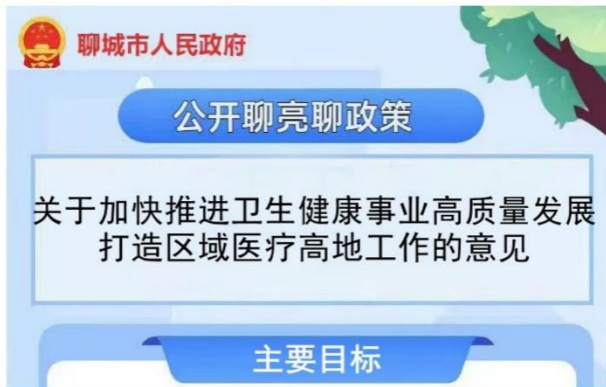 聊城市人民政府
公开聊亮聊政策
关于加快推进卫生健康事业高质量发展
打造区域医疗高地工作的意见
主要目标